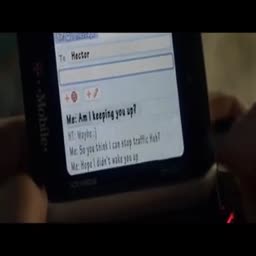 To Hector
Me: Am I keeping you up?
HT: Maybe ;)
Me: So you think I can stop traffic Huh?
Me: Hope I didn't wake you up
T-Mobile